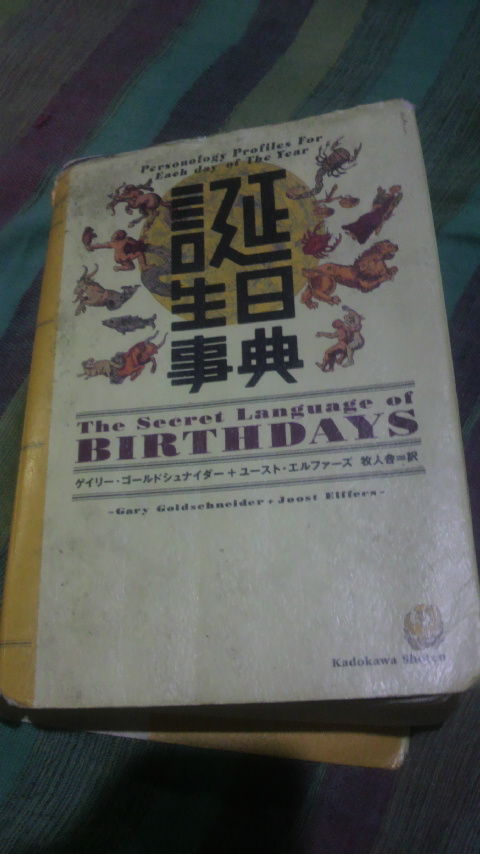 Personology Profiles For
Each day of The Year
誕
生日
事典
The Secret Language of
BIRTHDAYS
ゲイリー・ゴールドシュナイダー+ユースト・エルファーズ 牧人舎=訳
-Gary Goldschneider + Joost Elffers-
Kadokawa Shoten